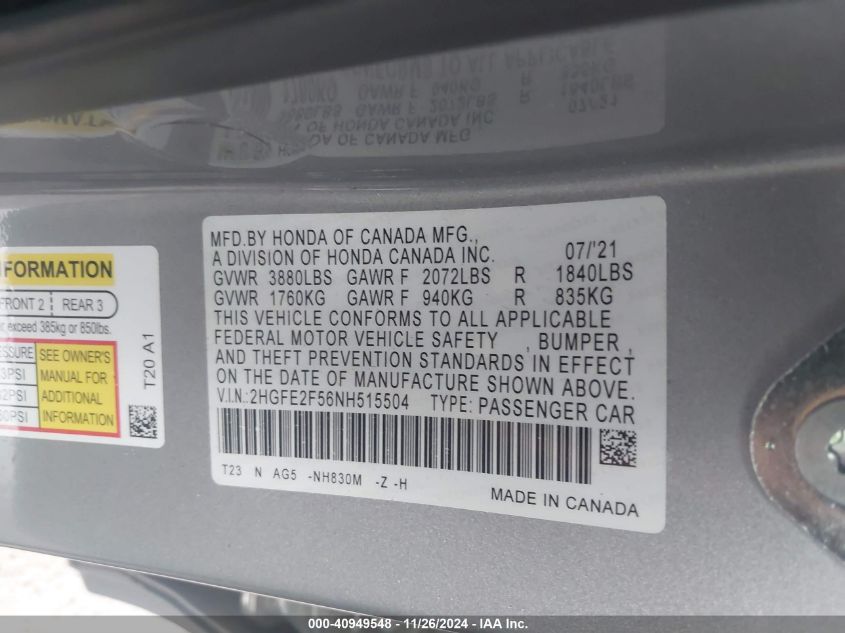 MFD.BY HONDA OF CANADA MFG.,
A DIVISION OF HONDA CANADA INC. 07/'21
GVWR 3880LBS GAWR F 2072LBS R 1840LBS
GVWR 1760KG GAWR F 940KG R 835KG
THIS VEHICLE CONFORMS TO ALL APPLICABLE
FEDERAL MOTOR VEHICLE SAFETY , BUMPER ,
AND THEFT PREVENTION STANDARDS IN EFFECT
ON THE DATE OF MANUFACTURE SHOWN ABOVE.
V.I.N.:2HGFE2F56NH515504 TYPE: PASSENGER CAR
T23 N AG5 -NH830M -Z -H
MADE IN CANADA
FRONT 2 REAR 3
exceed 385kg or 850lbs.
SEE OWNER'S
MANUAL FOR
ADDITIONAL
INFORMATION
T20 A1
000-40949548 - 11/26/2024 - IAA Inc.